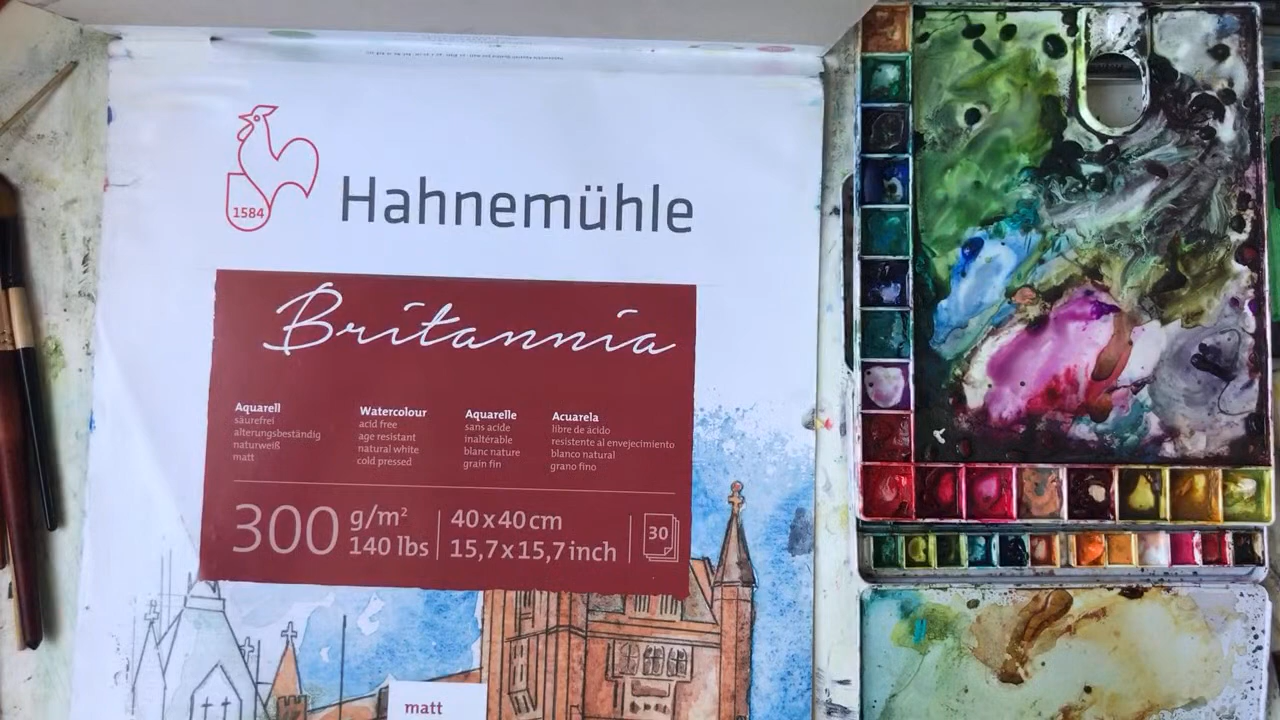 1584
Hahnemühle
Britannia
Aquarell
säurefrei
alterungsbeständig
naturweiß
matt
Watercolour
acid free
age resistant
natural white
cold pressed
Aquarelle
sans acide
inaltérable
blanc nature
grain fin
Acuarela
libre de ácido
resistente al envejecimiento
blanco natural
grano fino
300 g/m²
140 lbs
40 x 40 cm
15,7 x 15,7 inch
30
matt